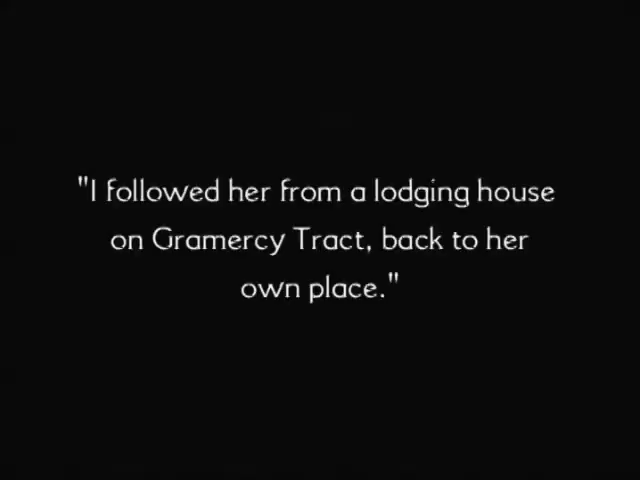 "I followed her from a lodging house
on Gramercy Tract, back to her
own place."